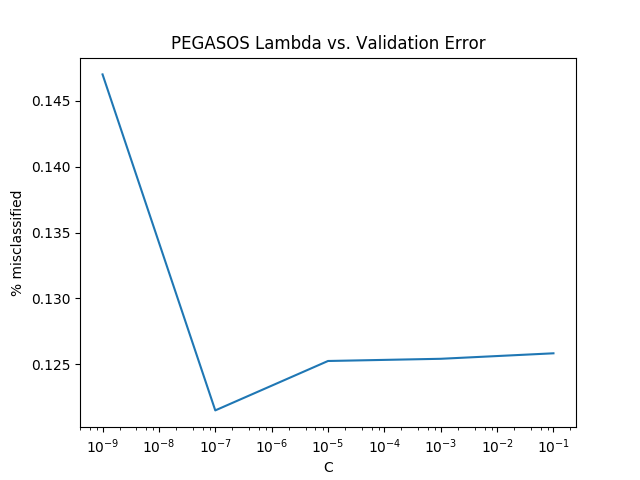 PEGASOS Lambda vs. Validation Error
0.145
0.140
0.135
0.130
0.125
% misclassified
10⁻⁹ 10⁻⁸ 10⁻⁷ 10⁻⁶ 10⁻⁵ 10⁻⁴ 10⁻³ 10⁻² 10⁻¹
C